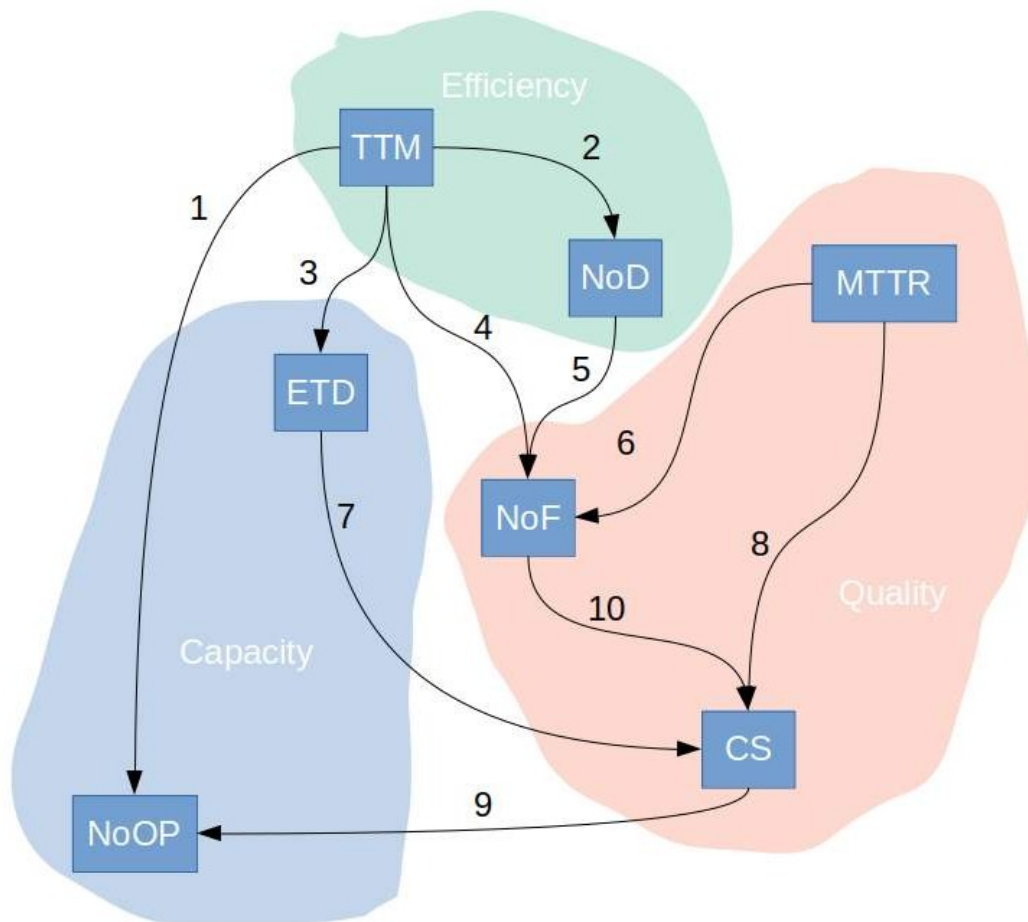 Efficiency
TTM
2
1
NoD
MTTR
3
4
5
ETD
6
NoF
7
8
10
Quality
Capacity
CS
9
NoOP